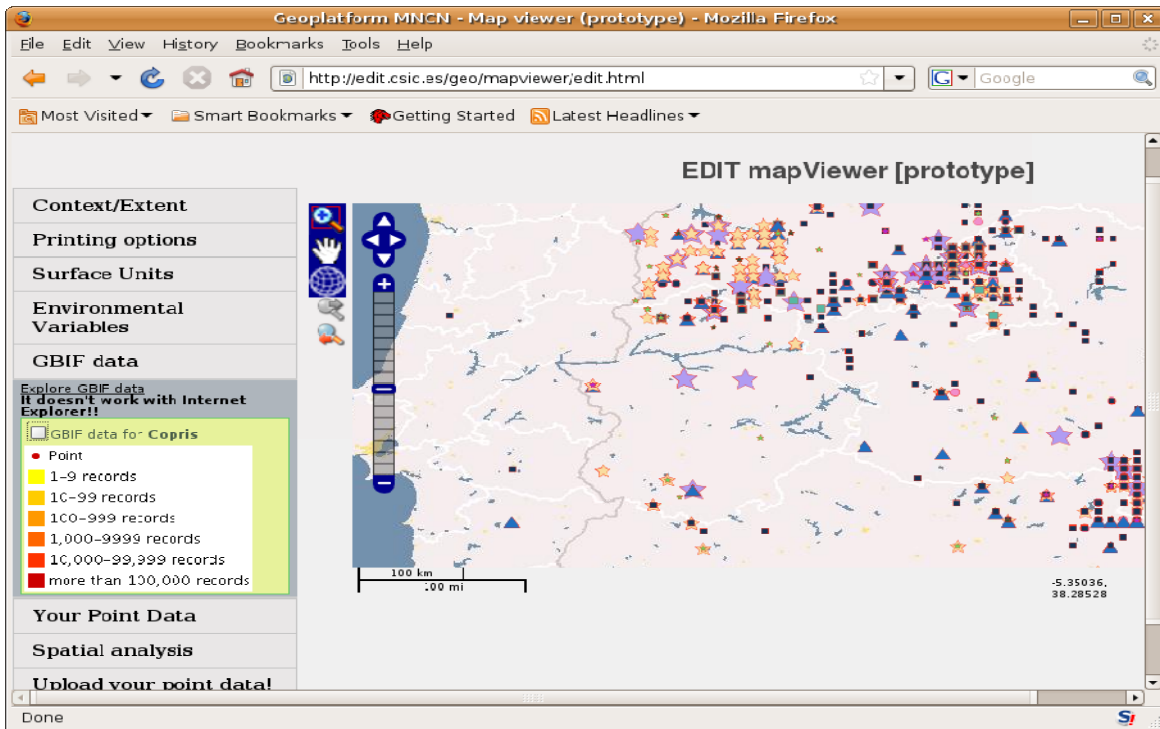 Geoplatform MNCN - Map viewer (prototype) - Mozilla Firefox
File Edit View History Bookmarks Tools Help
http://edit.csic.es/geo/mapviewer/edit.html
G Google
Most Visited Smart Bookmarks Getting Started Latest Headlines
EDIT mapViewer [prototype]
Context/Extent
Printing options
Surface Units
Environmental
Variables
GBIF data
Explore GBIF data
It doesn't work with Internet
Explorer!!
GBIF data for Copris
Point
1-9 records
10-99 records
100-999 records
1,000-9999 records
10,000-99,999 records
more than 100,000 records
Your Point Data
Spatial analysis
Upload your point data!
100 km
100 mi
-5.35036,
38.28528
Done
S!